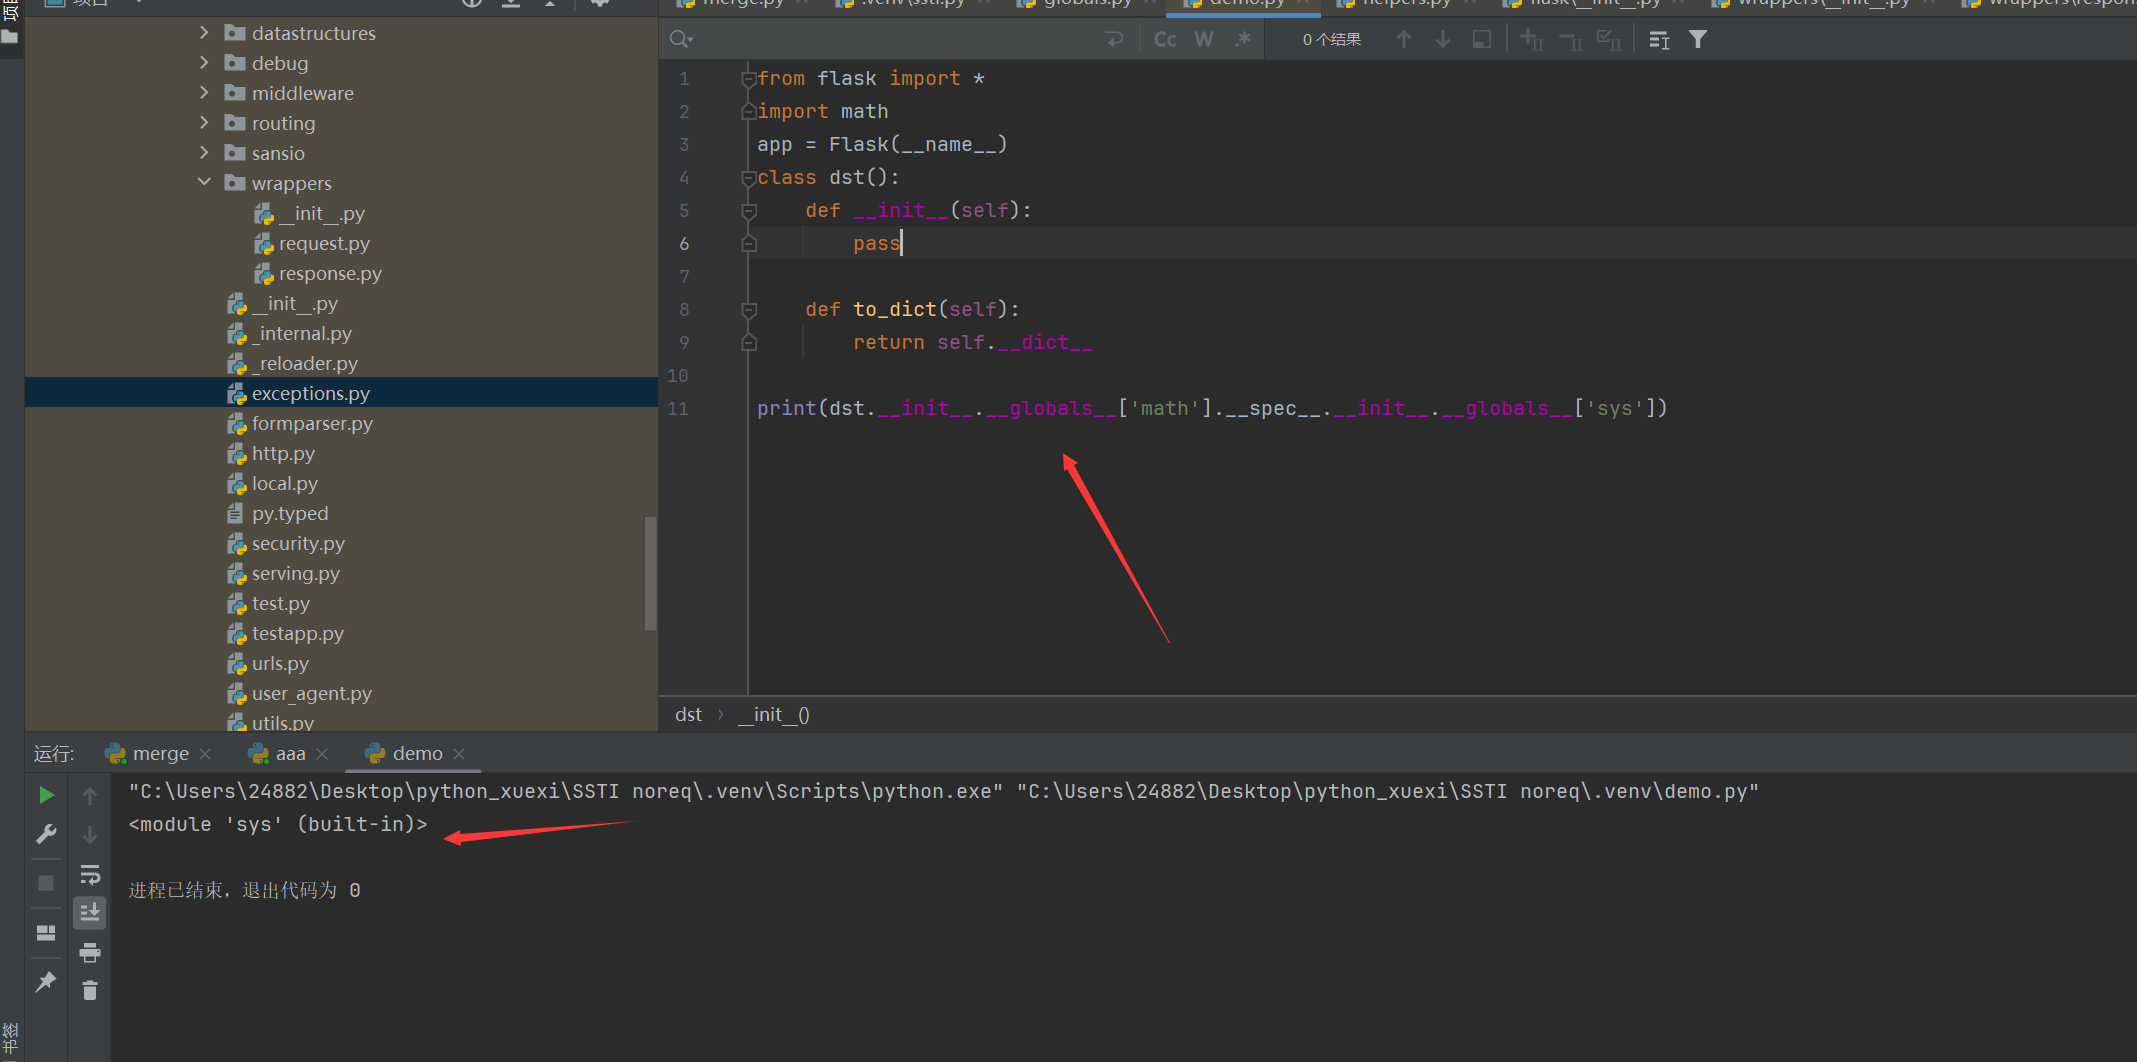 项目
merge.py
.venv\ssti.py
globals.py
demo.py
helpers.py
flask\__init__.py
wrappers\__init__.py
datastructures
debug
middleware
routing
sansio
wrappers
__init__.py
request.py
response.py
__init__.py
_internal.py
_reloader.py
exceptions.py
formparser.py
http.py
local.py
py.typed
security.py
serving.py
test.py
testapp.py
urls.py
user_agent.py
utils.py
Cc W .* 0 个结果
1 from flask import *
2 import math
3 app = Flask(__name__)
4 class dst():
5 def __init__(self):
6 pass
7
8 def to_dict(self):
9 return self.__dict__
10
11 print(dst.__init__.__globals__['math'].__spec__.__init__.__globals__['sys'])
dst › __init__()
运行: merge aaa demo
"C:\Users\24882\Desktop\python_xuexi\SSTI noreq\.venv\Scripts\python.exe" "C:\Users\24882\Desktop\python_xuexi\SSTI noreq\.venv\demo.py"
<module 'sys' (built-in)>
进程已结束，退出代码为 0
书签